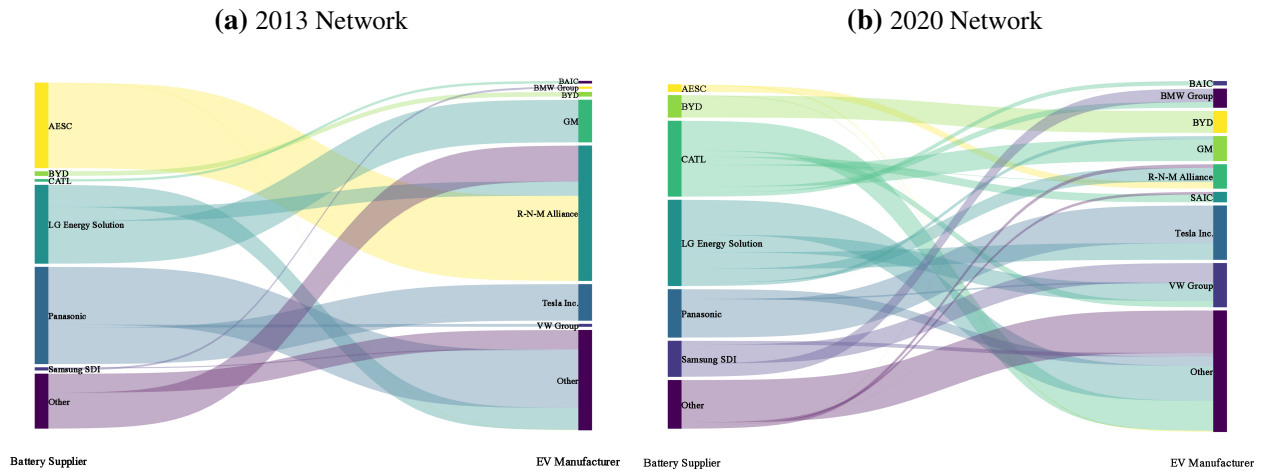 (a) 2013 Network
AESC
BYD
CATL
LG Energy Solution
Panasonic
Samsung SDI
Other
BAIC
BMW Group
BYD
GM
R-N-M Alliance
Tesla Inc.
VW Group
Other
Battery Supplier
EV Manufacturer
(b) 2020 Network
AESC
BYD
CATL
LG Energy Solution
Panasonic
Samsung SDI
Other
BAIC
BMW Group
BYD
GM
R-N-M Alliance
SAIC
Tesla Inc.
VW Group
Other
Battery Supplier
EV Manufacturer